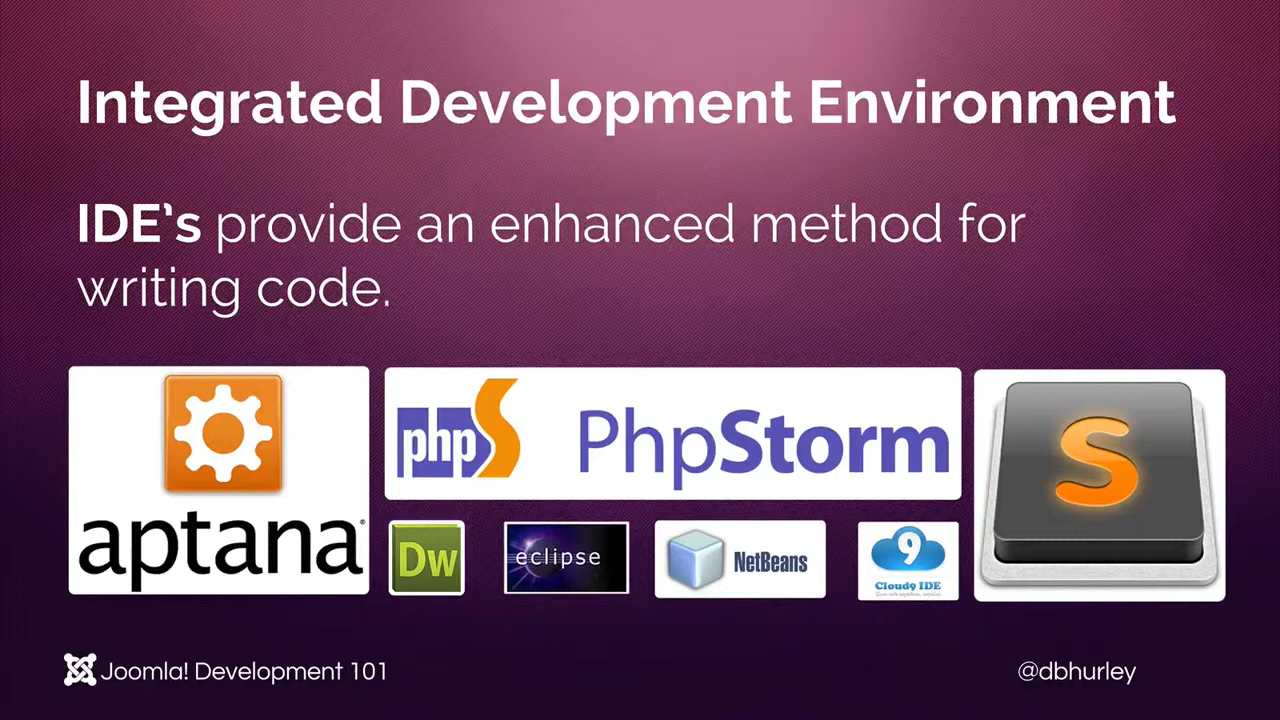 Integrated Development Environment
IDE’s provide an enhanced method for
writing code.
aptana®
php S PhpStorm
Dw
eclipse
NetBeans
9
Cloud9 IDE
S
Joomla! Development 101
@dbhurley